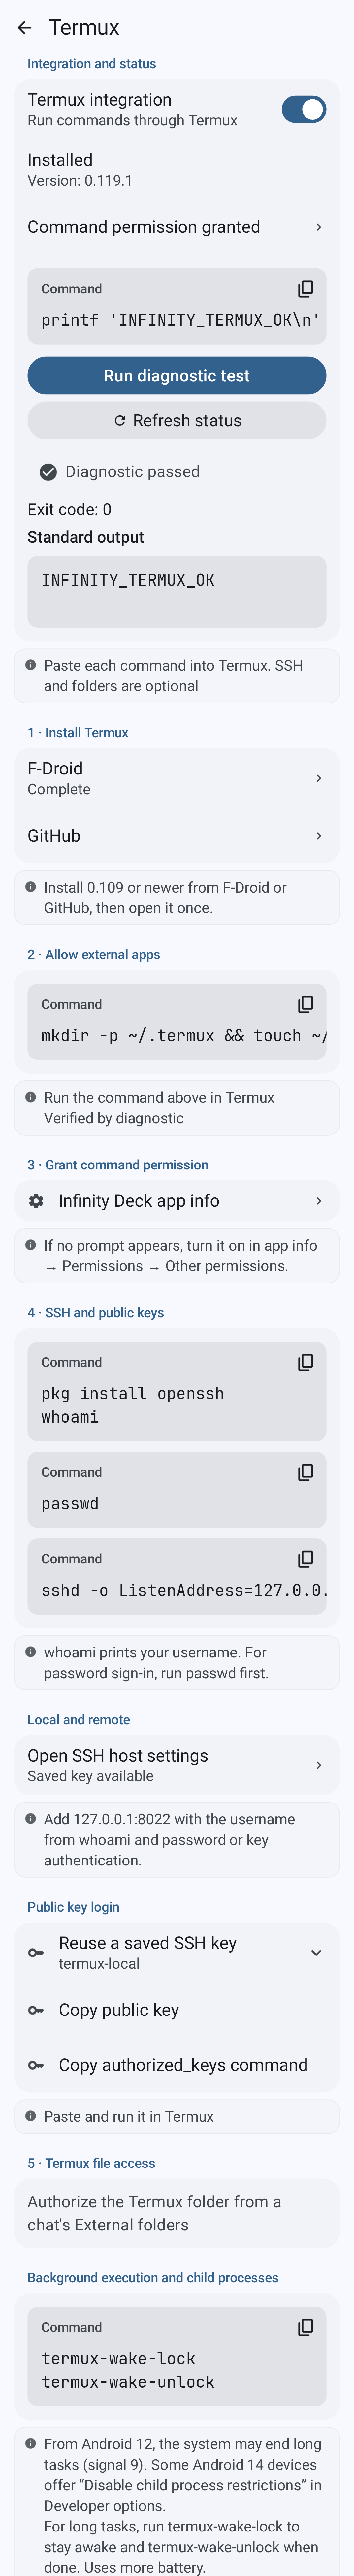 Termux
Integration and status
Termux integration
Run commands through Termux
Installed
Version: 0.119.1
Command permission granted
Command
printf 'INFINITY_TERMUX_OK\n'
Run diagnostic test
Refresh status
Diagnostic passed
Exit code: 0
Standard output
INFINITY_TERMUX_OK
Paste each command into Termux. SSH
and folders are optional
1 · Install Termux
F-Droid
Complete
GitHub
Install 0.109 or newer from F-Droid or
GitHub, then open it once.
2 · Allow external apps
Command
mkdir -p ~/.termux && touch ~/
Run the command above in Termux
Verified by diagnostic
3 · Grant command permission
Infinity Deck app info
If no prompt appears, turn it on in app info
→ Permissions → Other permissions.
4 · SSH and public keys
Command
pkg install openssh
whoami
Command
passwd
Command
sshd -o ListenAddress=127.0.0.
whoami prints your username. For
password sign-in, run passwd first.
Local and remote
Open SSH host settings
Saved key available
Add 127.0.0.1:8022 with the username
from whoami and password or key
authentication.
Public key login
Reuse a saved SSH key
termux-local
Copy public key
Copy authorized_keys command
Paste and run it in Termux
5 · Termux file access
Authorize the Termux folder from a
chat's External folders
Background execution and child processes
Command
termux-wake-lock
termux-wake-unlock
From Android 12, the system may end long
tasks (signal 9). Some Android 14 devices
offer “Disable child process restrictions” in
Developer options.
For long tasks, run termux-wake-lock to
stay awake and termux-wake-unlock when
done. Uses more battery.